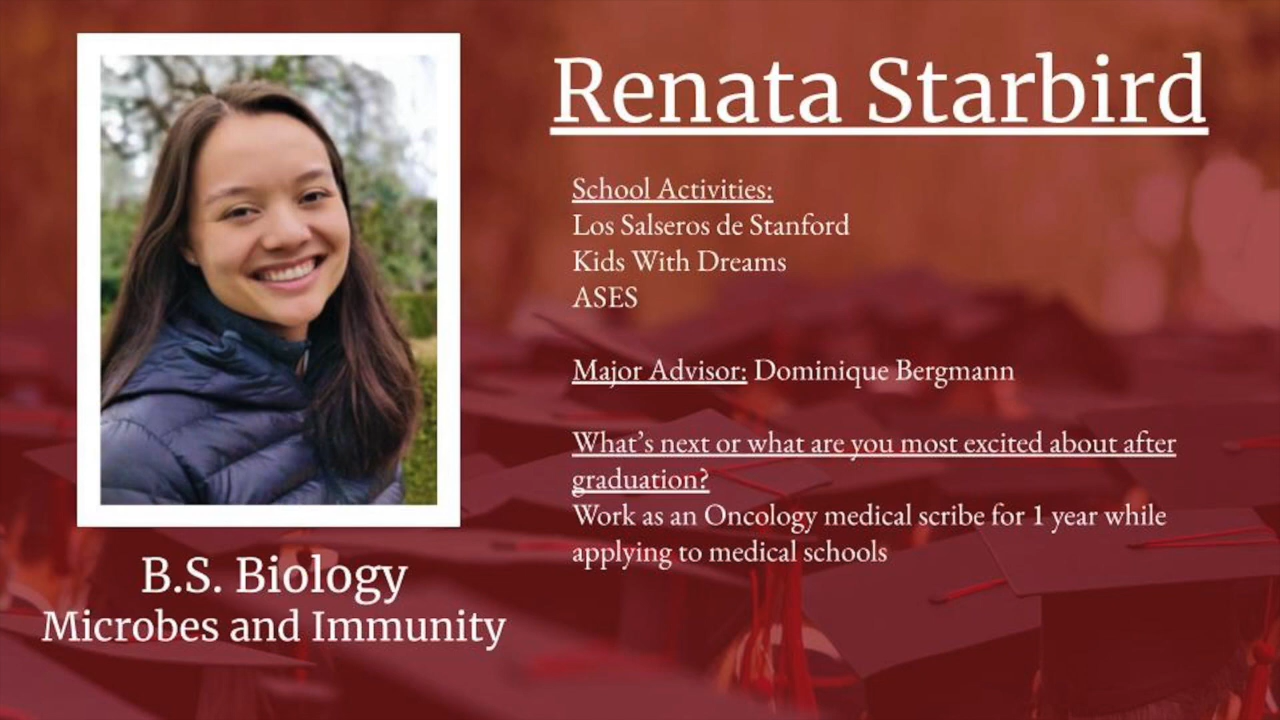 Renata Starbird
School Activities:
Los Salseros de Stanford
Kids With Dreams
ASES
Major Advisor: Dominique Bergmann
What’s next or what are you most excited about after
graduation?
Work as an Oncology medical scribe for 1 year while
applying to medical schools
B.S. Biology
Microbes and Immunity